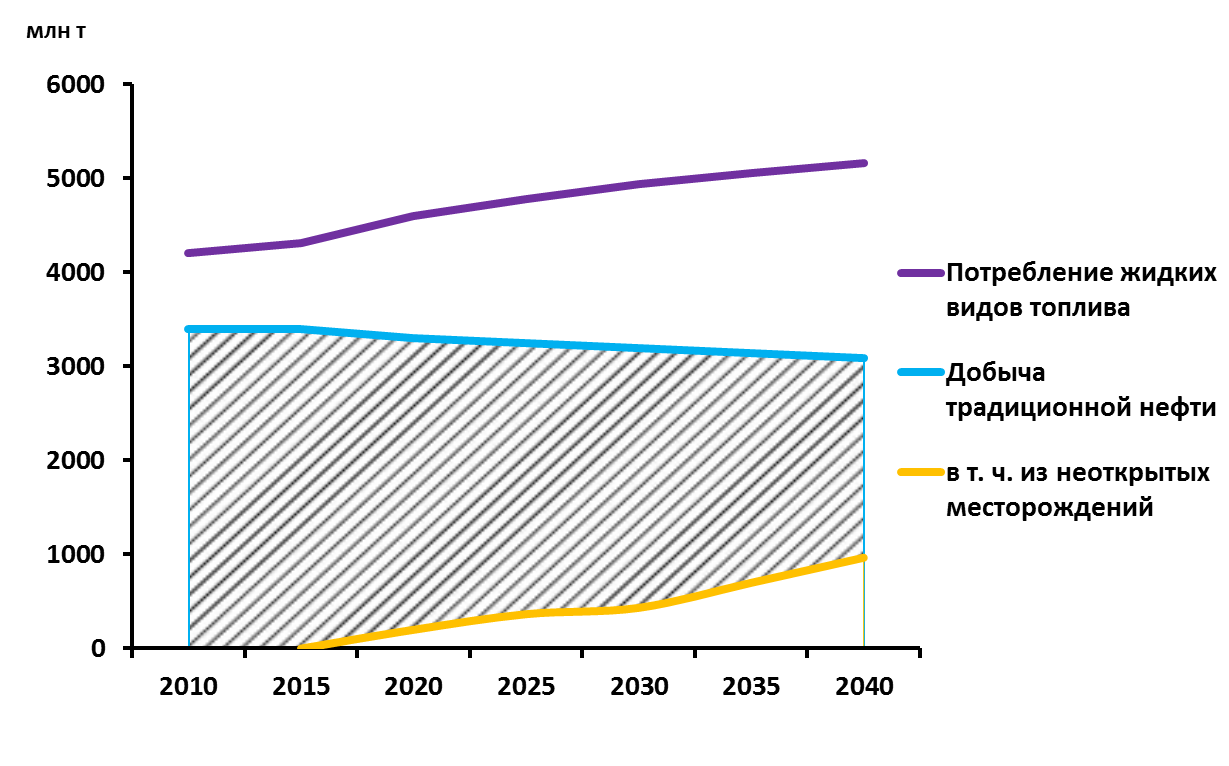 млн т
6000
5000
4000
3000
2000
1000
0
2010 2015 2020 2025 2030 2035 2040
Потребление жидких
видов топлива
Добыча
традиционной нефти
в т. ч. из неоткрытых
месторождений